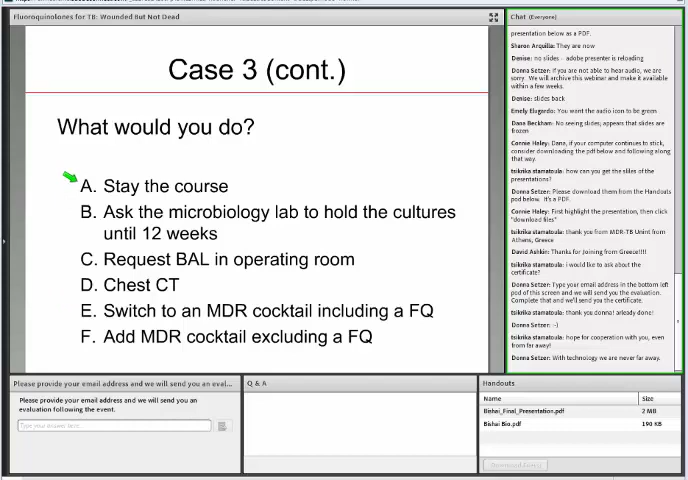 Fluoroquinolones for TB: Wounded But Not Dead
Case 3 (cont.)
What would you do?
A. Stay the course
B. Ask the microbiology lab to hold the cultures
until 12 weeks
C. Request BAL in operating room
D. Chest CT
E. Switch to an MDR cocktail including a FQ
F. Add MDR cocktail excluding a FQ
Chat (Everyone)
presentation below as a PDF.
Sharon Arquilla: They are now
Denise: no slides - adobe presenter is reloading
Donna Setzer: If you are not able to hear audio, we are
sorry. We will archive this webinar and make it available
within a few weeks.
Denise: slides back
Emely Elugardo: You want the audio icon to be green
Dana Beckham: No seeing slides; appears that slides are
frozen
Connie Haley: Dana, if your computer continues to stick,
consider downloading the pdf below and following along
that way.
tsikrika stamatoula: how can you get the sliles of the
presentations?
Donna Setzer: Please download them from the Handouts
pod below. It's a PDF.
Connie Haley: First highlight the presentation, then click
"download files"
tsikrika stamatoula: thank you from MDR-TB Unint from
Athens, Greece
David Ashkin: Thanks for Joining from Greece!!!!
tsikrika stamatoula: i would like to ask about the
certificate?
Donna Setzer: Type your email address in the bottom left
pod of this screen and we will send you the evaluation.
Complete that and we'll send you the certificate.
tsikrika stamatoula: thank you donna! arleady done!
Donna Setzer: :-)
tsikrika stamatoula: hope for cooperation with you, even
from far away!
Donna Setzer: With technology we are never far away.
Please provide your email address and we will send you an eval...
Please provide your email address and we will send you an
evaluation following the event.
Type your answer here...
Q & A
Handouts
Name Size
Bishai_Final_Presentation.pdf 2 MB
Bishai Bio.pdf 190 KB
Download File(s)